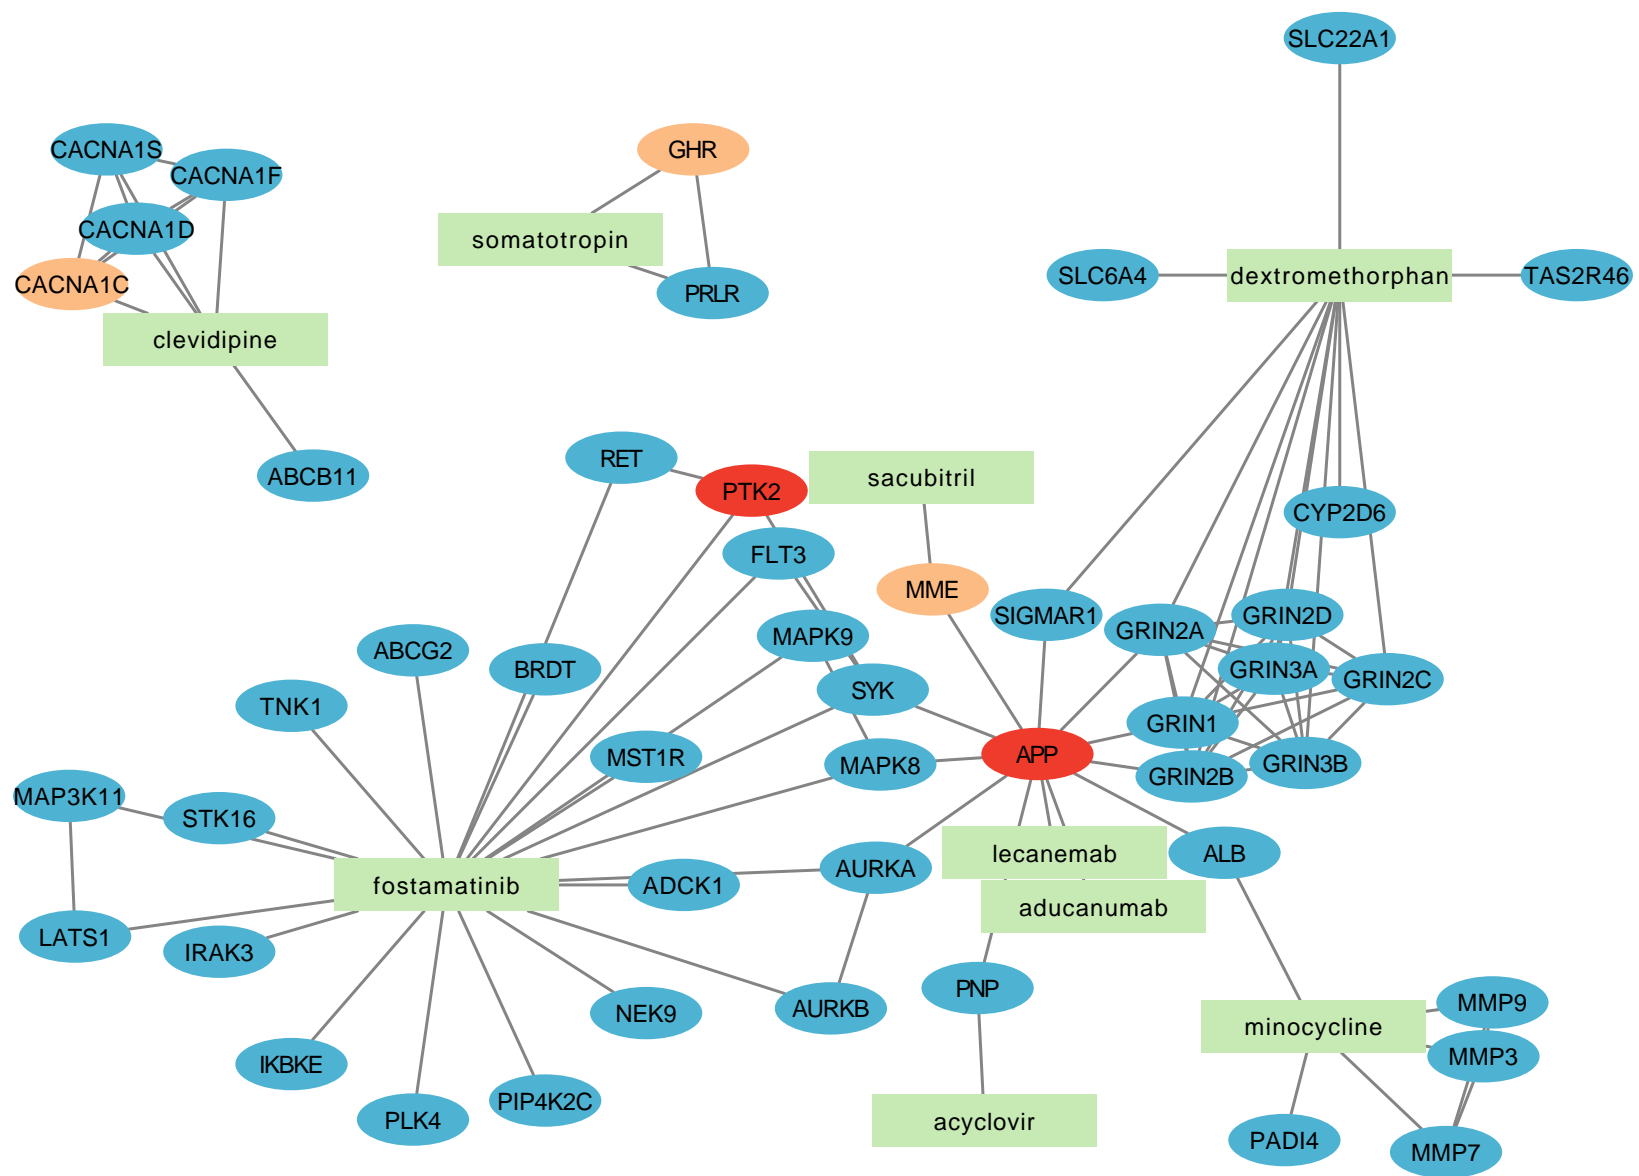 SLC22A1
CACNA1S
GHR
CACNA1F
CACNA1D
somatotropin
CACNA1C
PRLR
SLC6A4
dextromethorphan
TAS2R46
clevidipine
ABCB11
RET
PTK2
sacubitril
CYP2D6
FLT3
MME
SIGMAR1
GRIN2A
GRIN2D
ABCG2
BRDT
MAPK9
GRIN3A
GRIN2C
TNK1
SYK
GRIN1
MST1R
MAPK8
APP
GRIN2B
GRIN3B
MAP3K11
STK16
lecanemab
ALB
fostamatinib
ADCK1
AURKA
aducanumab
LATS1
IRAK3
NEK9
AURKB
PNP
minocycline
MMP9
MMP3
IKBKE
PLK4
PIP4K2C
acyclovir
PADI4
MMP7